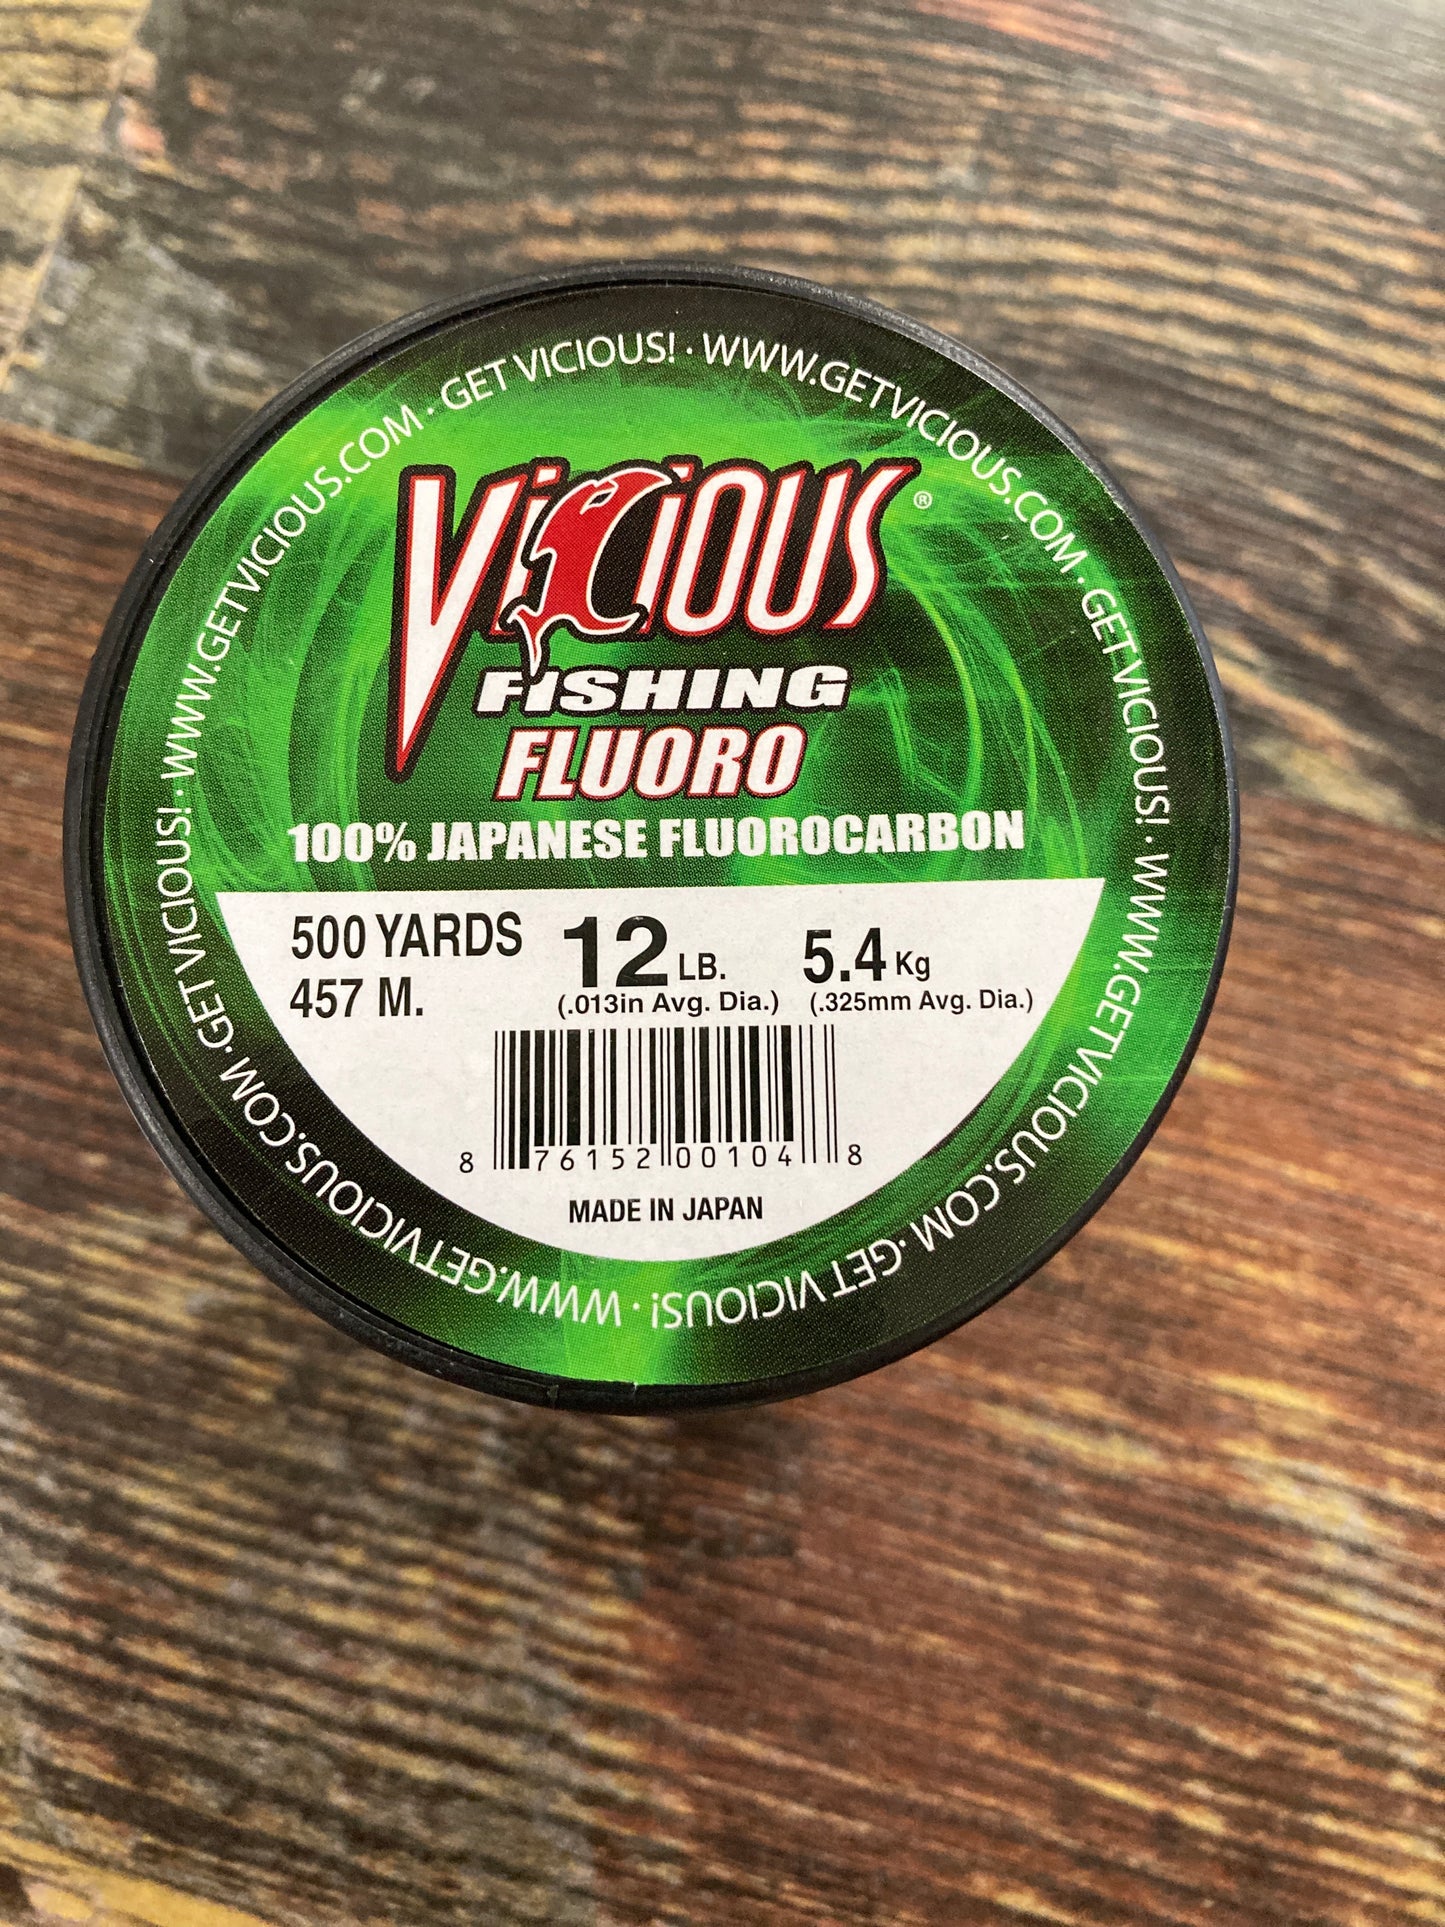 GET VICIOUS! · WWW.GETVICIOUS.COM · GET VICIOUS! · WWW.GETVICIOUS.COM · GET VICIOUS! · WWW.GETVICIOUS.COM · GET VICIOUS! · WWW.GETVICIOUS.COM ·
VICIOUS®
FISHING
FLUORO
100% JAPANESE FLUOROCARBON
500 YARDS 12 LB. 5.4 Kg
457 M. (.013in Avg. Dia.) (.325mm Avg. Dia.)
8 76152 00104 8
MADE IN JAPAN